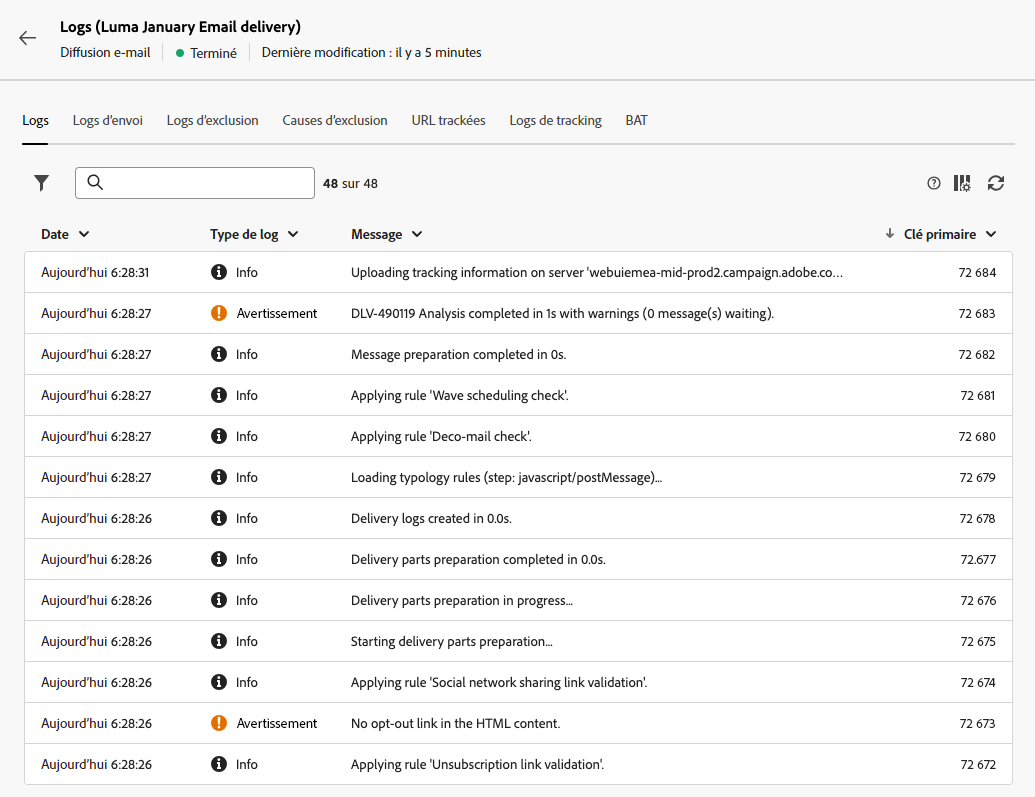 Logs (Luma January Email delivery)
Diffusion e-mail Terminé Dernière modification : il y a 5 minutes
Logs Logs d'envoi Logs d'exclusion Causes d'exclusion URL trackées Logs de tracking BAT
48 sur 48
Date Type de log Message Clé primaire
Aujourd'hui 6:28:31 Info Uploading tracking information on server 'webuiemea-mid-prod2.campaign.adobe.co... 72 684
Aujourd'hui 6:28:27 Avertissement DLV-490119 Analysis completed in 1s with warnings (0 message(s) waiting). 72 683
Aujourd'hui 6:28:27 Info Message preparation completed in 0s. 72 682
Aujourd'hui 6:28:27 Info Applying rule 'Wave scheduling check'. 72 681
Aujourd'hui 6:28:27 Info Applying rule 'Deco-mail check'. 72 680
Aujourd'hui 6:28:27 Info Loading typology rules (step: javascript/postMessage)... 72 679
Aujourd'hui 6:28:26 Info Delivery logs created in 0.0s. 72 678
Aujourd'hui 6:28:26 Info Delivery parts preparation completed in 0.0s. 72.677
Aujourd'hui 6:28:26 Info Delivery parts preparation in progress... 72 676
Aujourd'hui 6:28:26 Info Starting delivery parts preparation... 72 675
Aujourd'hui 6:28:26 Info Applying rule 'Social network sharing link validation'. 72 674
Aujourd'hui 6:28:26 Avertissement No opt-out link in the HTML content. 72 673
Aujourd'hui 6:28:26 Info Applying rule 'Unsubscription link validation'. 72 672